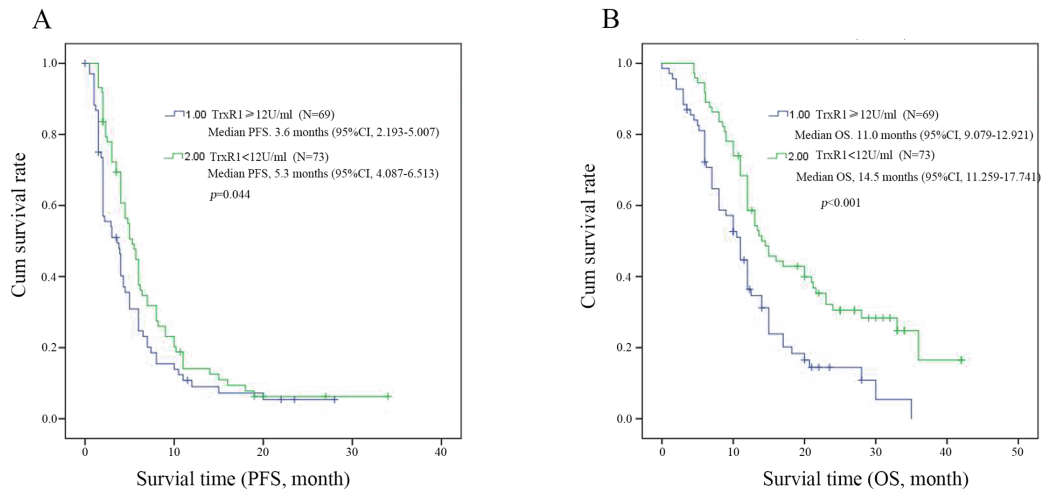 A
Cum survival rate
1.0
0.8
0.6
0.4
0.2
0.0
1.00 TrxR1⩾12U/ml (N=69)
Median PFS. 3.6 months (95%CI, 2.193-5.007)
2.00 TrxR1<12U/ml (N=73)
Median PFS, 5.3 months (95%CI, 4.087-6.513)
p=0.044
0 10 20 30 40
Survial time (PFS, month)
B
Cum survival rate
1.0
0.8
0.6
0.4
0.2
0.0
1.00 TrxR1⩾12U/ml (N=69)
Median OS. 11.0 months (95%CI, 9.079-12.921)
2.00 TrxR1<12U/ml (N=73)
Median OS, 14.5 months (95%CI, 11.259-17.741)
p<0.001
0 10 20 30 40 50
Survial time (OS, month)